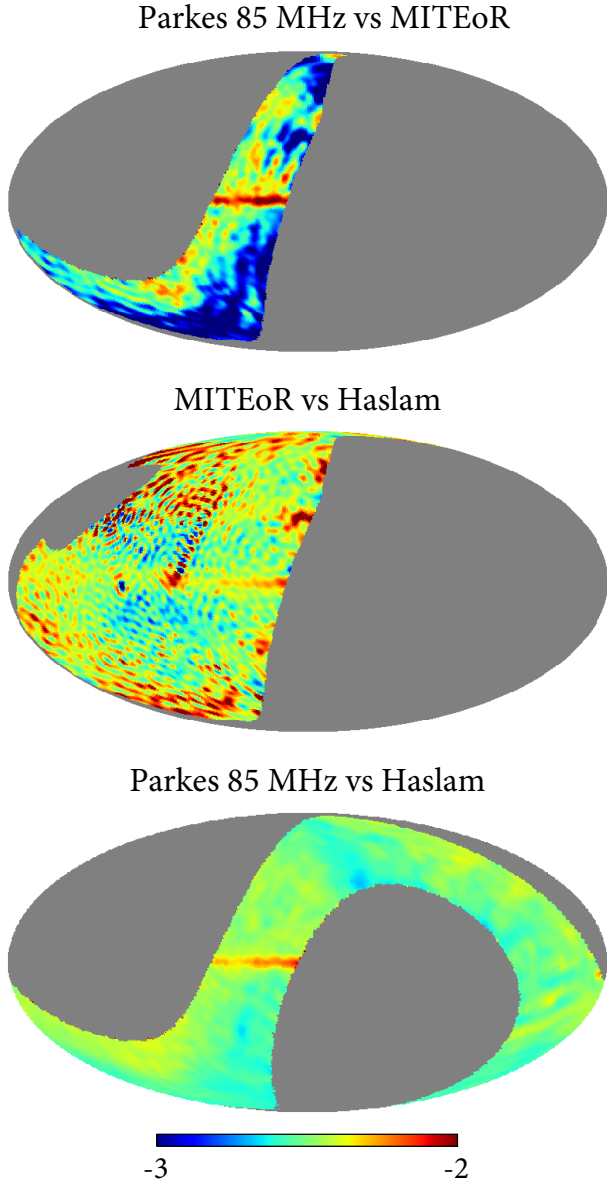 Parkes 85 MHz vs MITEoR
MITEoR vs Haslam
Parkes 85 MHz vs Haslam
-3 -2